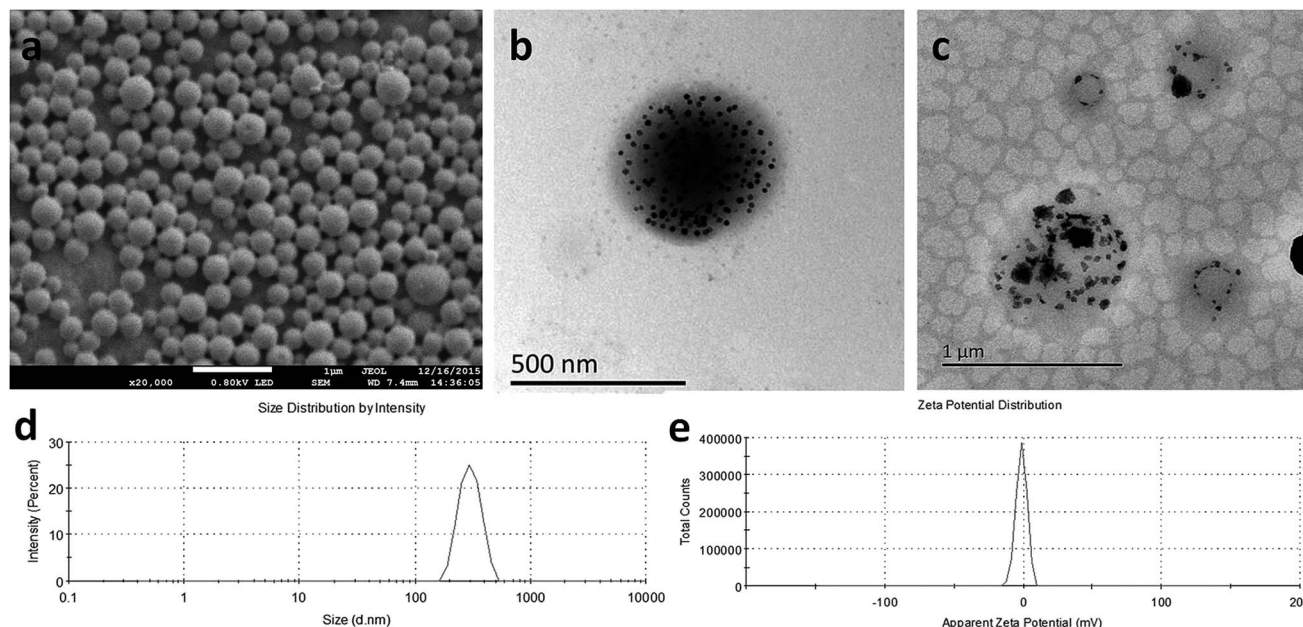 a
b
c
500 nm
1 µm
1µm JEOL 12/16/2015
x20,000 0.80kV LED SEM WD 7.4mm 14:36:05
Size Distribution by Intensity
Zeta Potential Distribution
d
Intensity (Percent)
30
20
10
0
0.1 1 10 100 1000 10000
Size (d.nm)
e
Total Counts
400000
300000
200000
100000
0
-100 0 100 20
Apparent Zeta Potential (mV)